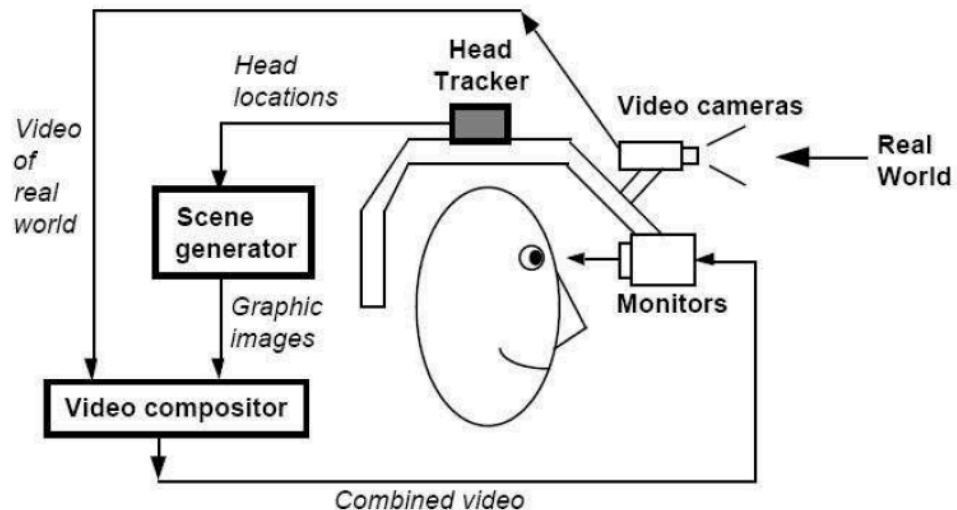 Head
Tracker
Head
locations
Video cameras
Video
of
real
world
Real
World
Scene
generator
Monitors
Graphic
images
Video compositor
Combined video